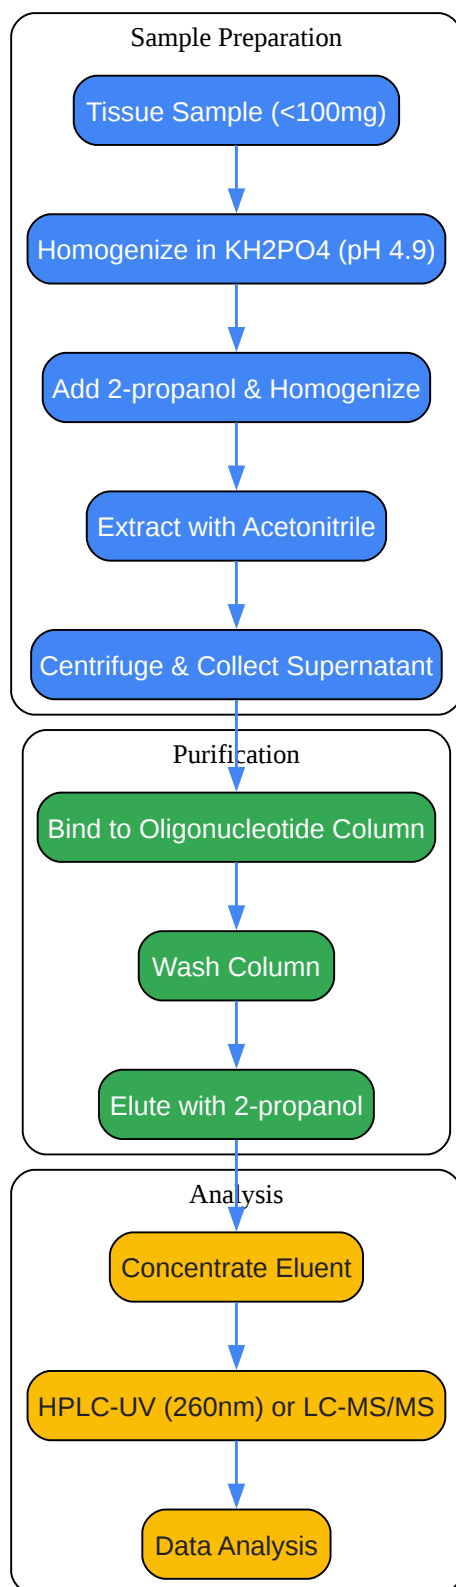 Sample Preparation
Tissue Sample (<100mg)
Homogenize in KH2PO4 (pH 4.9)
Add 2-propanol & Homogenize
Extract with Acetonitrile
Centrifuge & Collect Supernatant
Purification
Bind to Oligonucleotide Column
Wash Column
Elute with 2-propanol
Analysis
Concentrate Eluent
HPLC-UV (260nm) or LC-MS/MS
Data Analysis